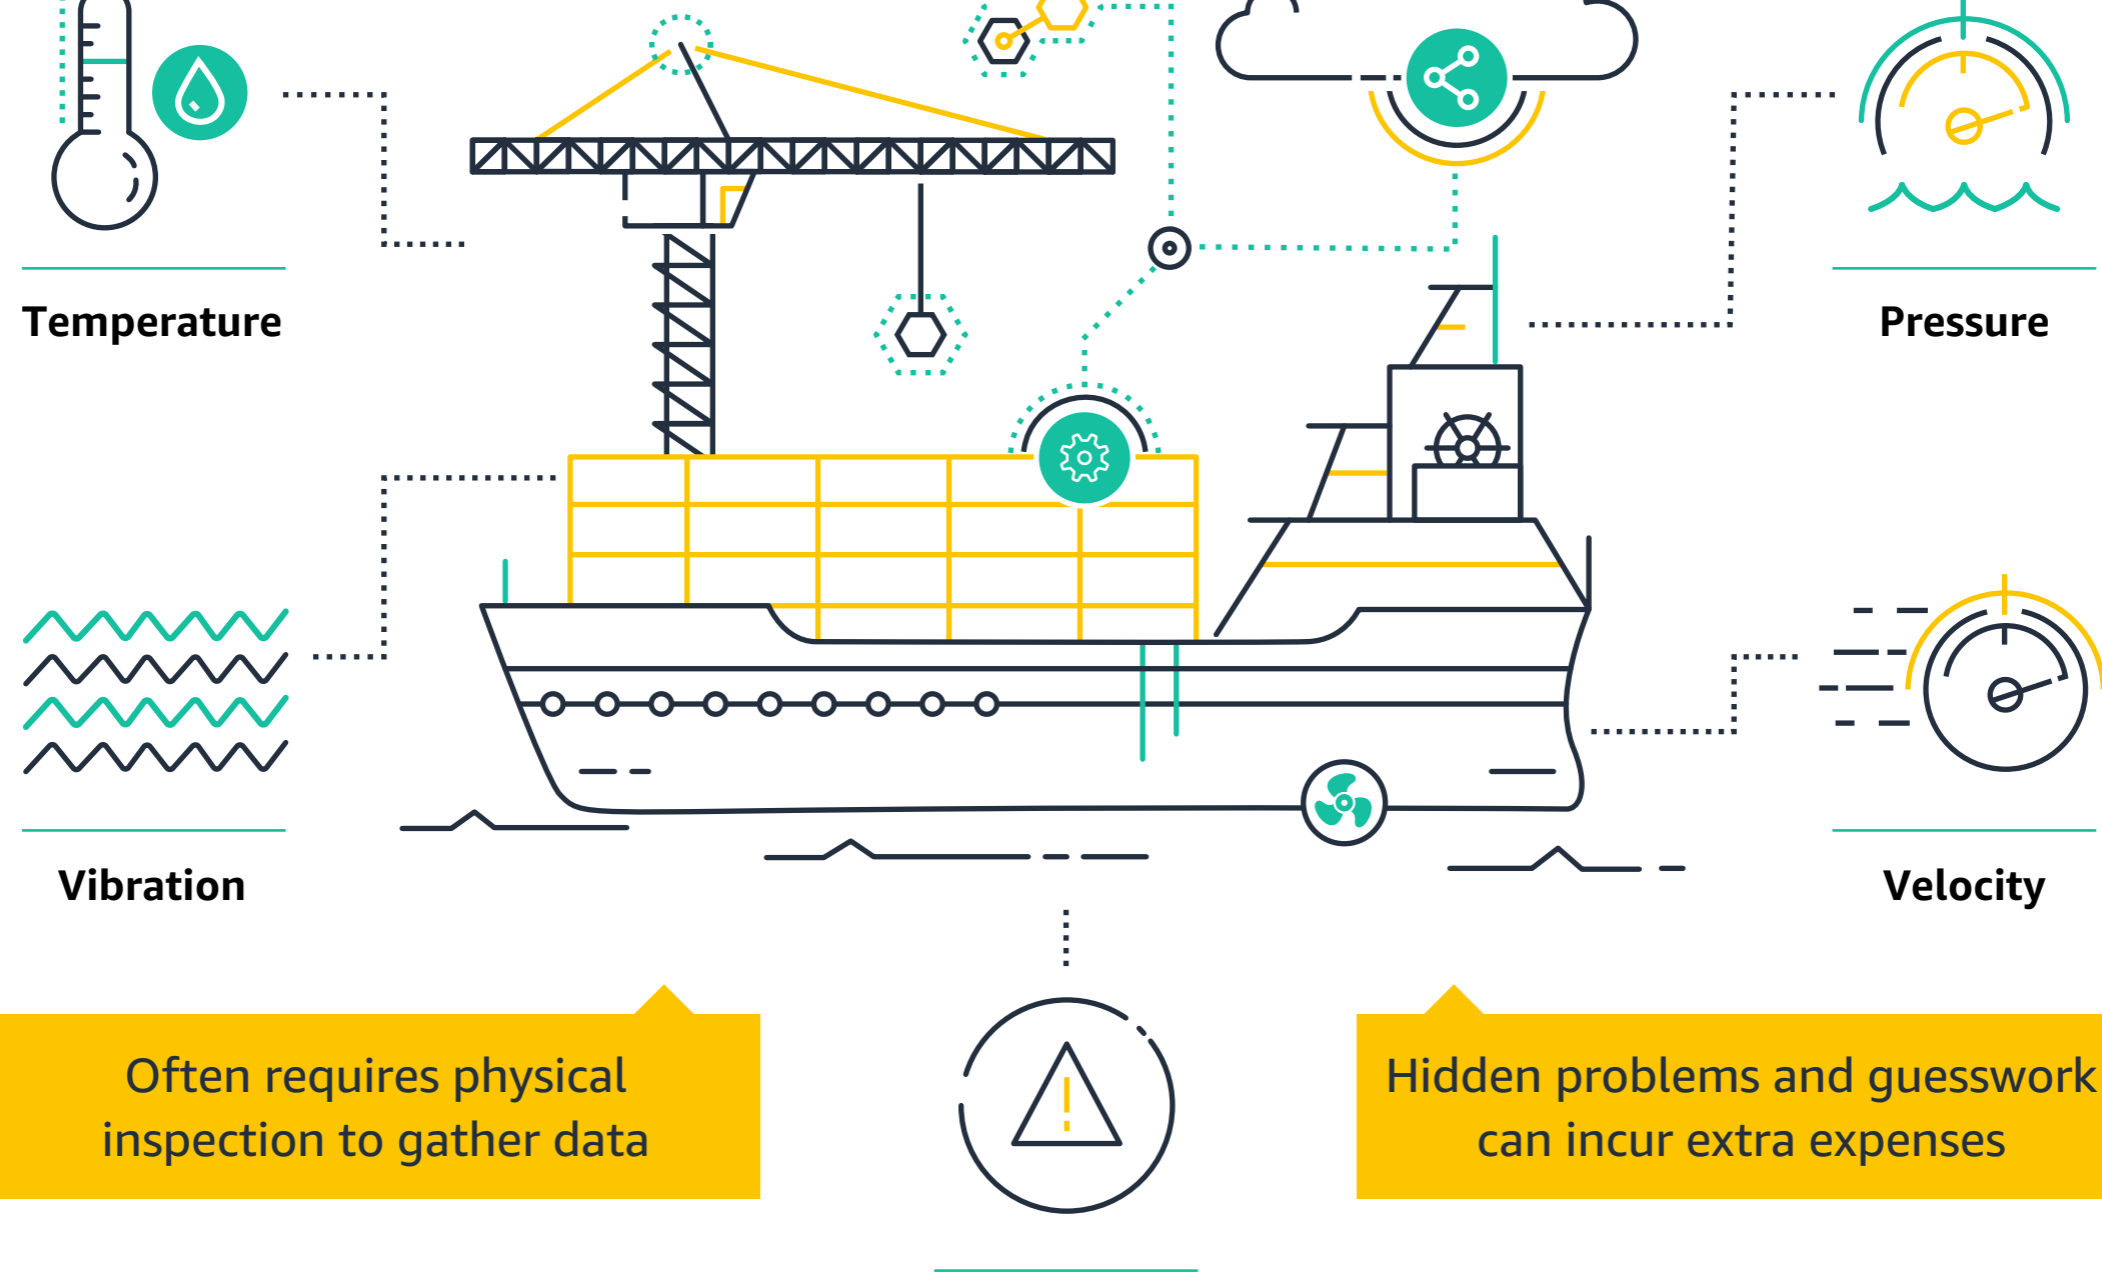 Temperature
Pressure
Vibration
Velocity
Often requires physical
inspection to gather data
Hidden problems and guesswork
can incur extra expenses